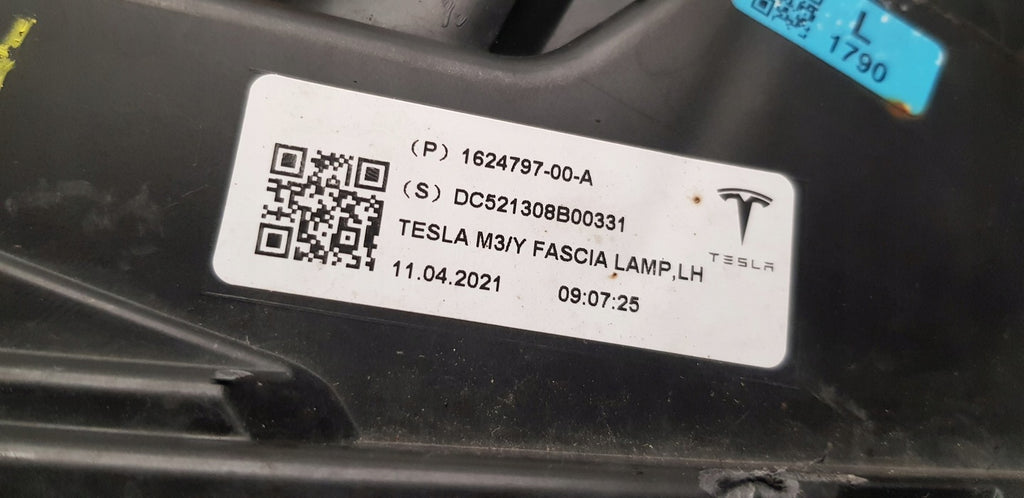 L
1790
(P) 1624797-00-A
(S) DC521308B00331
TESLA M3/Y FASCIA LAMP,LH
11.04.2021 09:07:25
TESLA